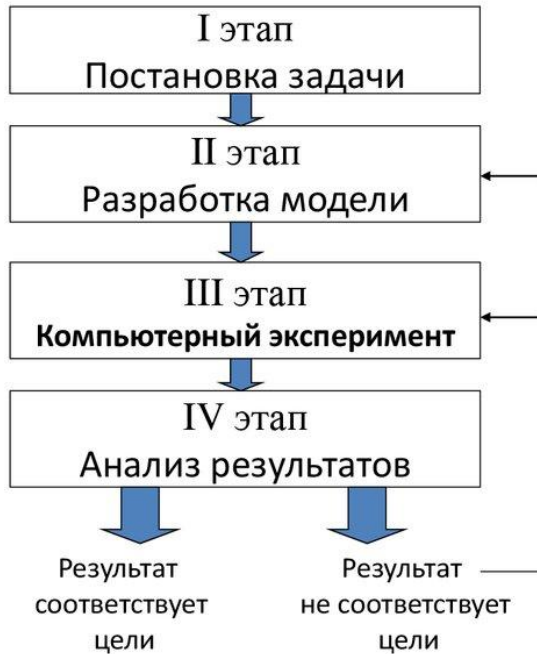 I этап
Постановка задачи
II этап
Разработка модели
III этап
Компьютерный эксперимент
IV этап
Анализ результатов
Результат
соответствует
цели
Результат
не соответствует
цели